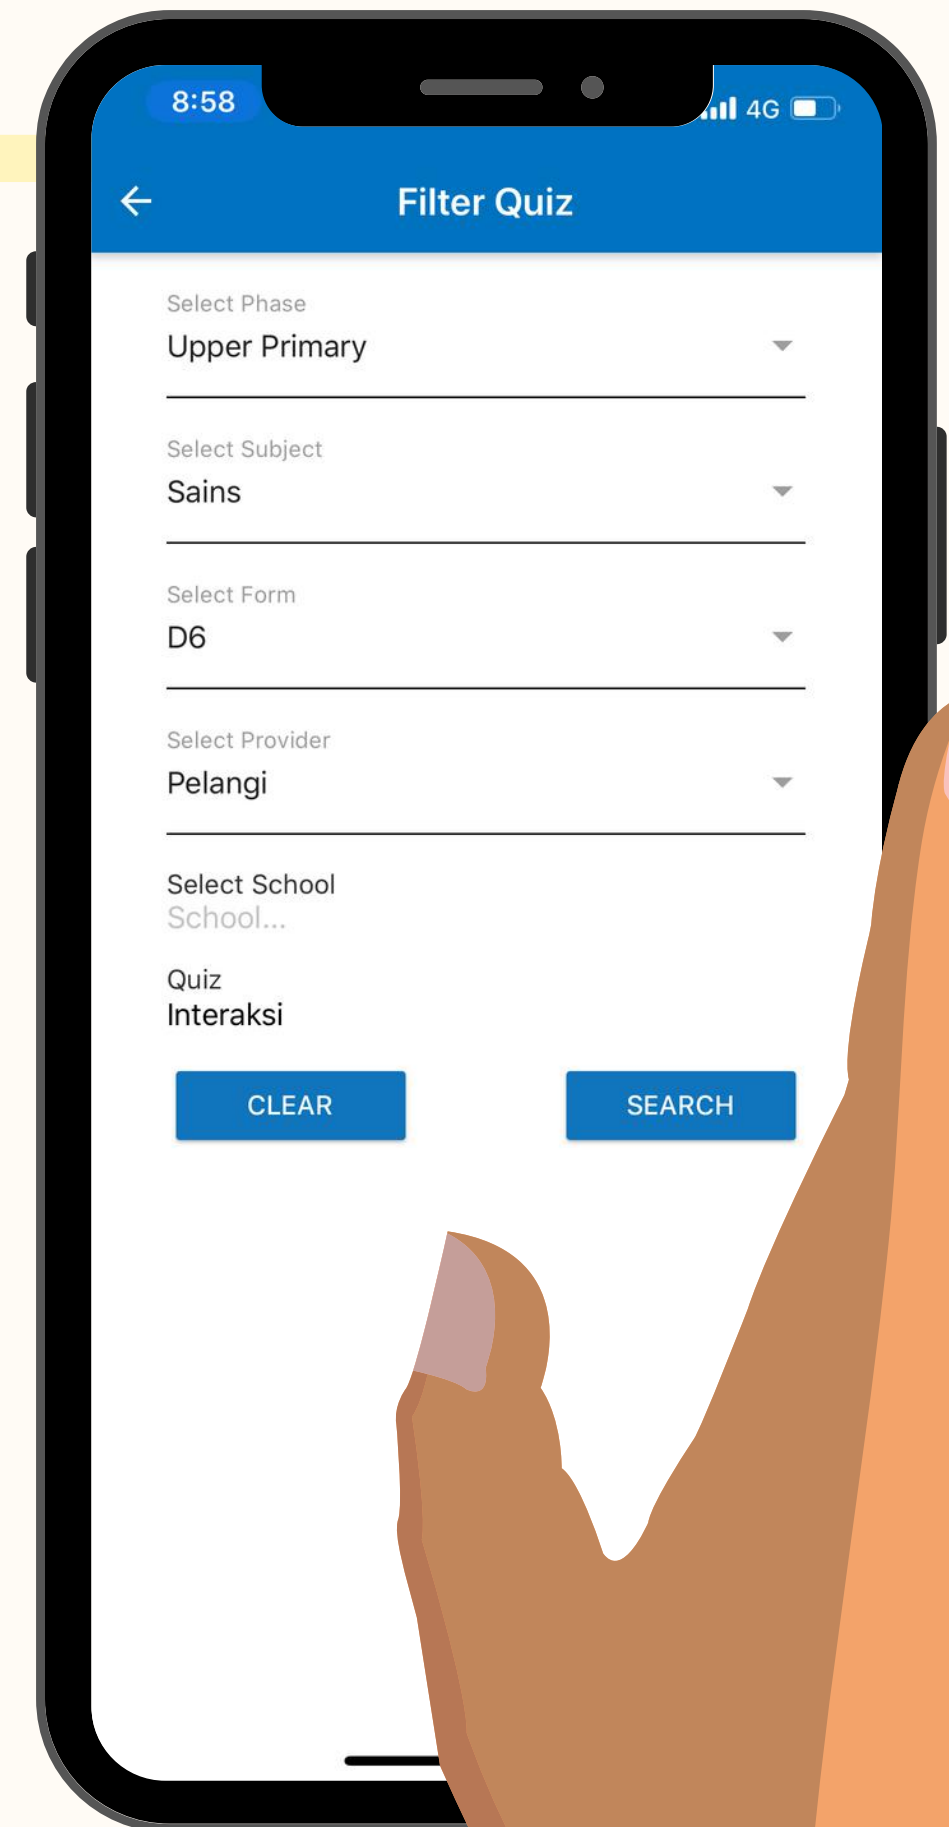 8:58
4G
Filter Quiz
Select Phase
Upper Primary
Select Subject
Sains
Select Form
D6
Select Provider
Pelangi
Select School
School...
Quiz
Interaksi
CLEAR
SEARCH